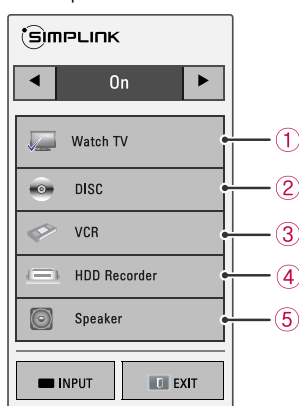 SIMPLINK
◀ On ▶
Watch TV ①
DISC ②
VCR ③
HDD Recorder ④
Speaker ⑤
INPUT EXIT